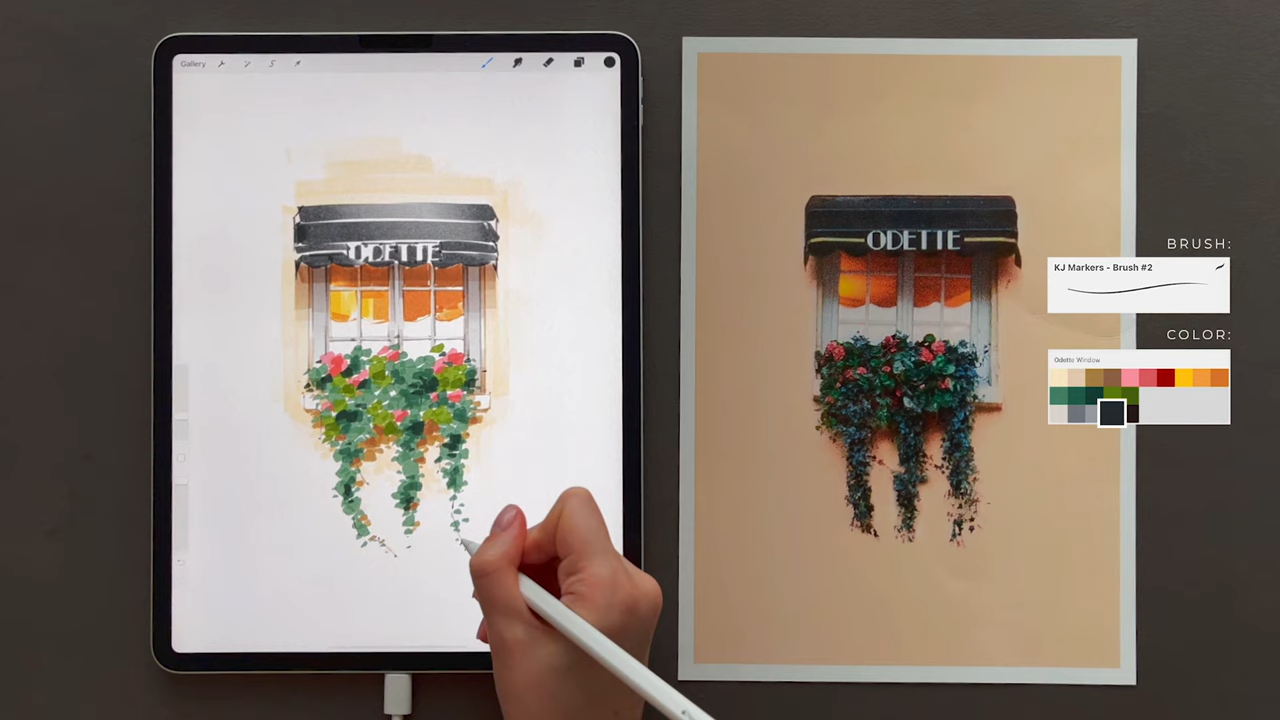 Gallery
ODETTE
ODETTE
BRUSH:
KJ Markers - Brush #2
COLOR:
Odette Window